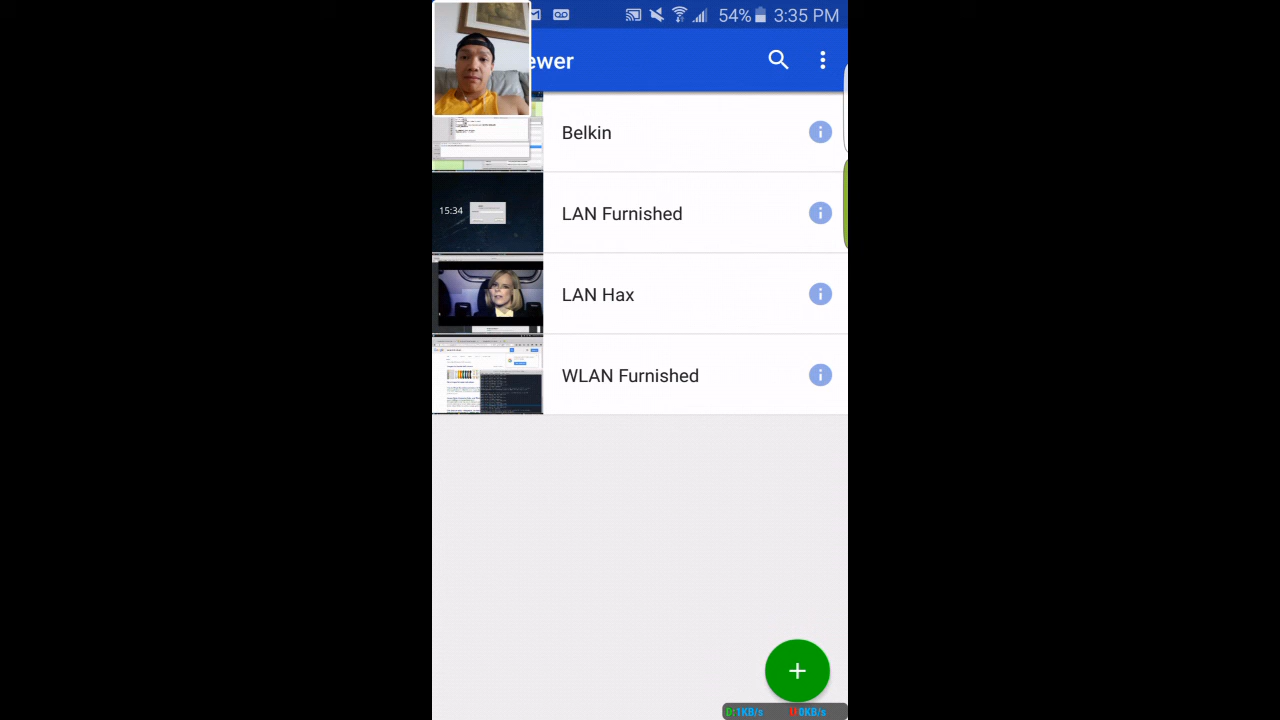 54% 3:35 PM
ewer
Belkin
15:34
LAN Furnished
LAN Hax
WLAN Furnished
D:1KB/s U:0KB/s